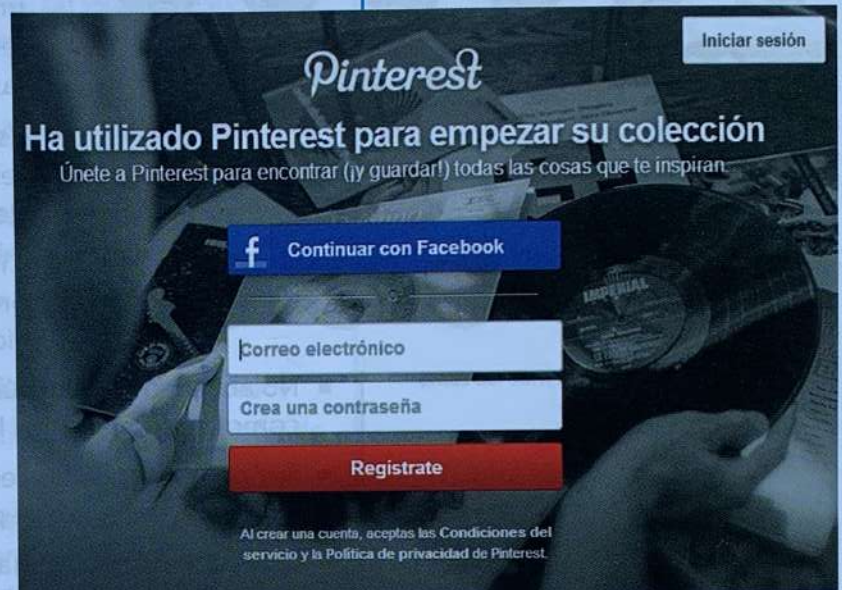 Iniciar sesión
Pinterest
Ha utilizado Pinterest para empezar su colección
Únete a Pinterest para encontrar (¡y guardar!) todas las cosas que te inspiran.
f Continuar con Facebook
o
Correo electrónico
Crea una contraseña
Regístrate
IMPERIAL
Al crear una cuenta, aceptas las Condiciones del
servicio y la Política de privacidad de Pinterest.